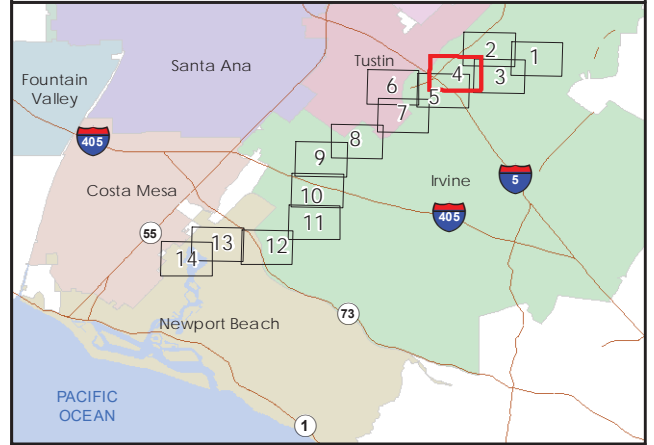 Santa Ana
Tustin
Fountain
Valley
2
1
4
3
6
5
7
405
8
9
Costa Mesa
Irvine
5
10
405
11
55
13
12
14
73
Newport Beach
PACIFIC
OCEAN
1